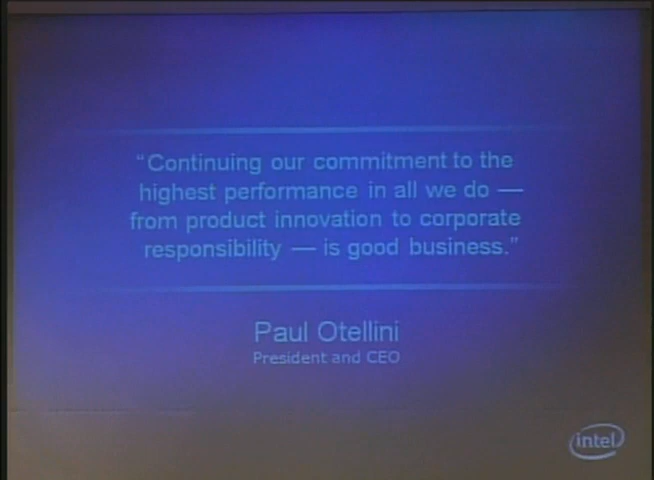 “Continuing our commitment to the
highest performance in all we do —
from product innovation to corporate
responsibility — is good business.”
Paul Otellini
President and CEO
intel